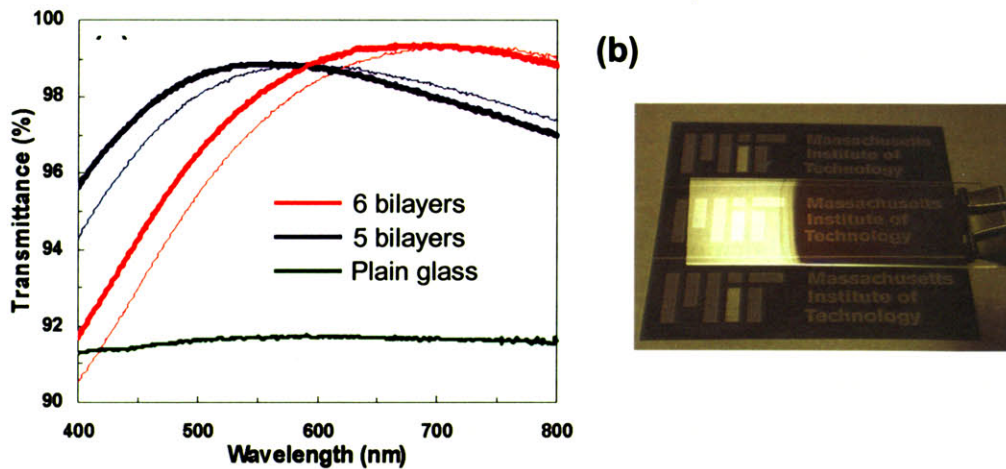 100
98
96
94
92
90
Transmittance (%)
6 bilayers
5 bilayers
Plain glass
400
500
600
700
800
Wavelength (nm)
(b)
Massachusetts
Institute of
Technology
Massachusetts
Institute of
Technology
Massachusetts
Institute of
Technology